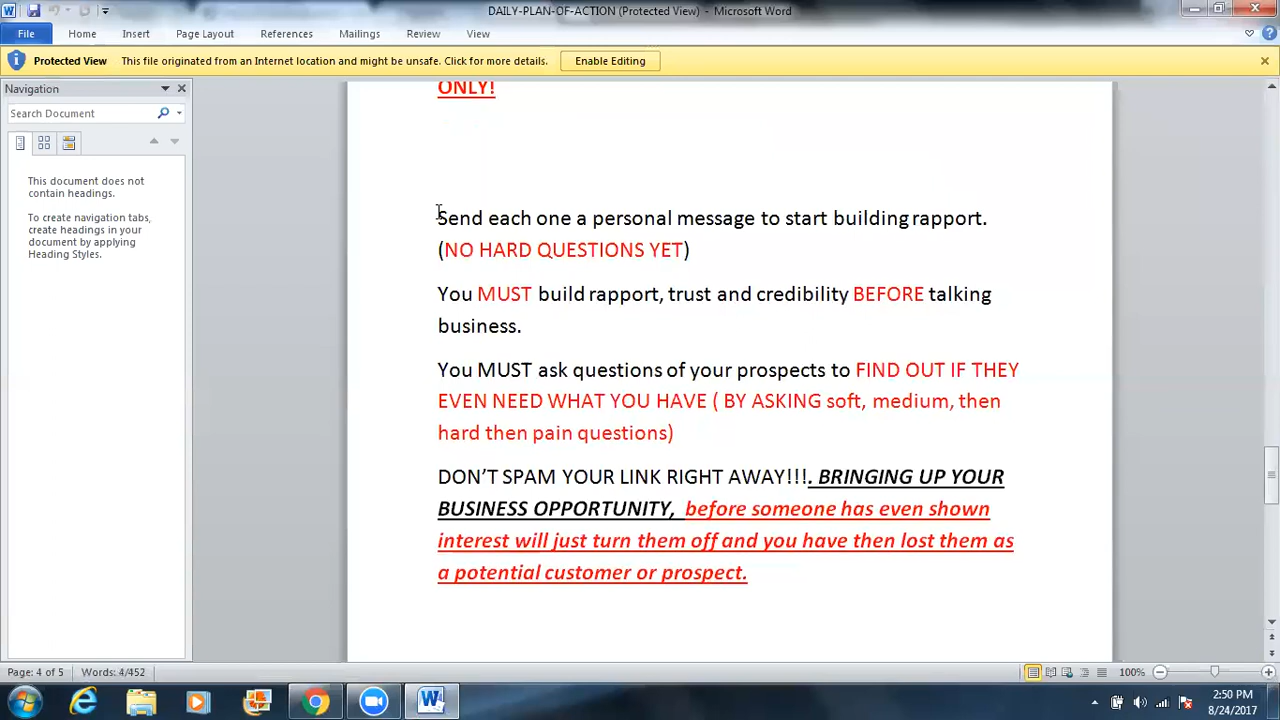 DAILY-PLAN-OF-ACTION (Protected View) - Microsoft Word
File Home Insert Page Layout References Mailings Review View
Protected View This file originated from an Internet location and might be unsafe. Click for more details. Enable Editing
Navigation
Search Document
This document does not
contain headings.
To create navigation tabs,
create headings in your
document by applying
Heading Styles.
ONLY!
Send each one a personal message to start building rapport.
(NO HARD QUESTIONS YET)
You MUST build rapport, trust and credibility BEFORE talking
business.
You MUST ask questions of your prospects to FIND OUT IF THEY
EVEN NEED WHAT YOU HAVE ( BY ASKING soft, medium, then
hard then pain questions)
DON’T SPAM YOUR LINK RIGHT AWAY!!!. BRINGING UP YOUR
BUSINESS OPPORTUNITY, before someone has even shown
interest will just turn them off and you have then lost them as
a potential customer or prospect.
Page: 4 of 5 Words: 4/452 100%
2:50 PM
8/24/2017